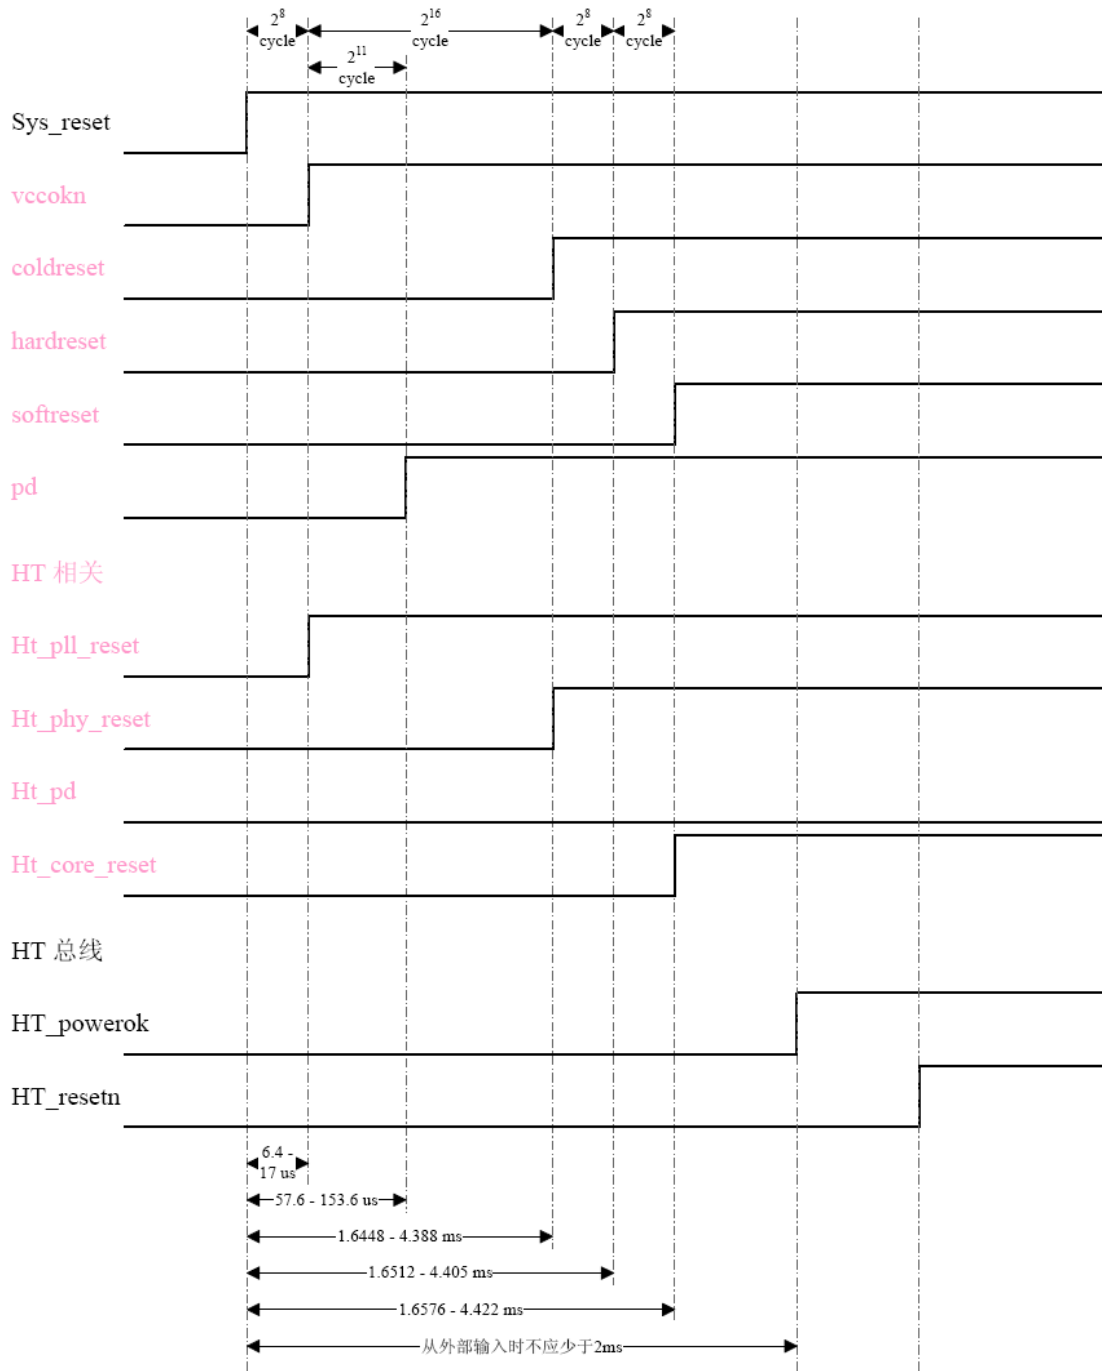 2^8 cycle
2^16 cycle
2^8 cycle
2^8 cycle
2^11 cycle
Sys_reset
vccokn
coldreset
hardreset
softreset
pd
HT 相关
Ht_pll_reset
Ht_phy_reset
Ht_pd
Ht_core_reset
HT 总线
HT_powerok
HT_resetn
6.4 -
17 us
57.6 - 153.6 us
1.6448 - 4.388 ms
1.6512 - 4.405 ms
1.6576 - 4.422 ms
从外部输入时不应少于2ms